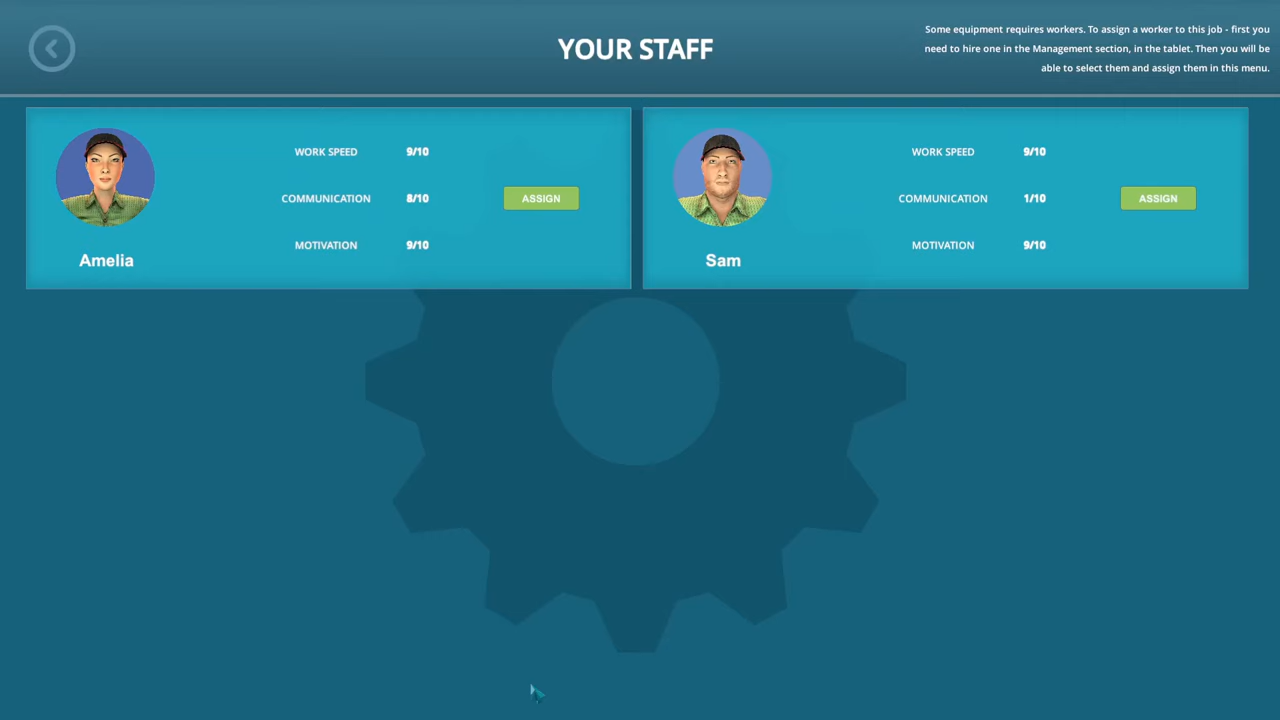 YOUR STAFF
Some equipment requires workers. To assign a worker to this job - first you
need to hire one in the Management section, in the tablet. Then you will be
able to select them and assign them in this menu.
WORK SPEED 9/10
COMMUNICATION 8/10
ASSIGN
MOTIVATION 9/10
Amelia
WORK SPEED 9/10
COMMUNICATION 1/10
ASSIGN
MOTIVATION 9/10
Sam